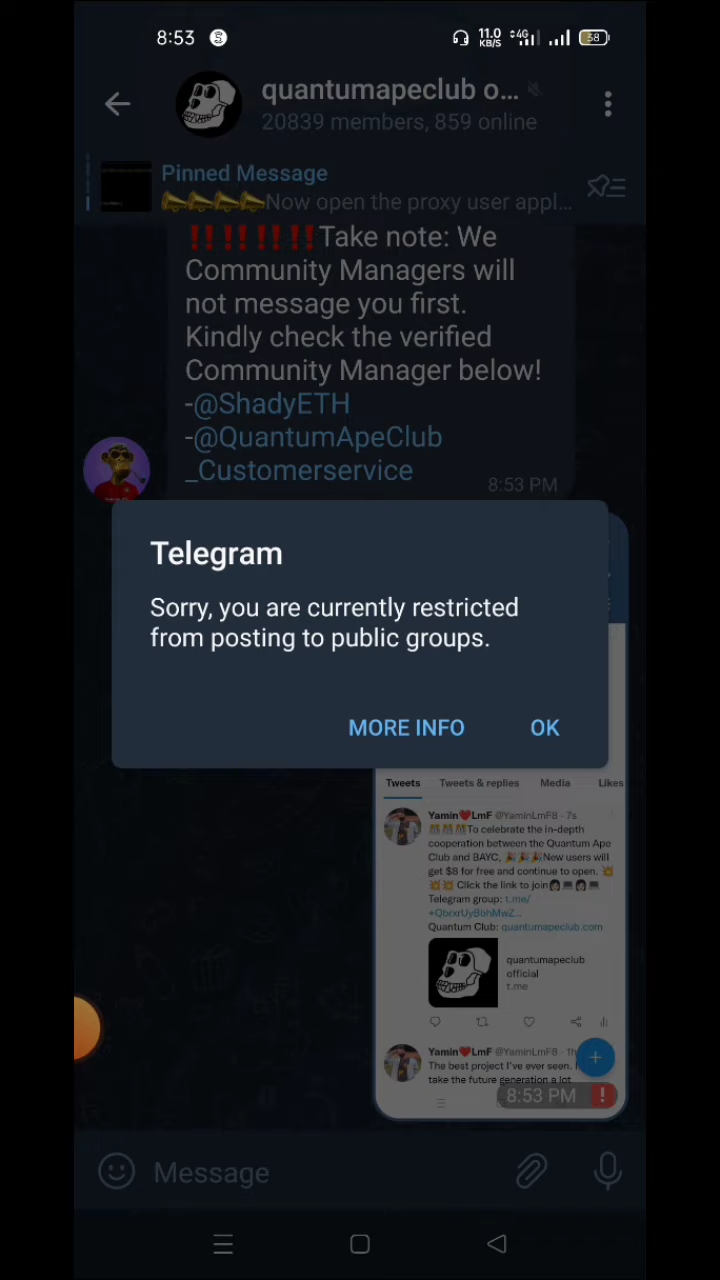 8:53
11.0
KB/S
4G
38
quantumapeclub o...
20839 members, 859 online
Pinned Message
📣📣📣📣Now open the proxy user appl...
‼️‼️‼️‼️Take note: We
Community Managers will
not message you first.
Kindly check the verified
Community Manager below!
-@ShadyETH
-@QuantumApeClub
_Customerservice
8:53 PM
Telegram
Sorry, you are currently restricted
from posting to public groups.
MORE INFO
OK
Tweets
Tweets & replies
Media
Likes
Yamin❤️LmF @YaminLmF8 · 7s
To celebrate the in-depth
cooperation between the Quantum Ape
Club and BAYC, 🎉🎉🎉New users will
get $8 for free and continue to open. 💥
💥💥 Click the link to join👩‍💻👩‍💻
Telegram group: t.me/
Quantum Club: quantumapeclub.com
quantumapeclub
official
t.me
Yamin❤️LmF @YaminLmF8 · 1h
The best project I've ever seen.
take the future generation a lot
8:53 PM
Message